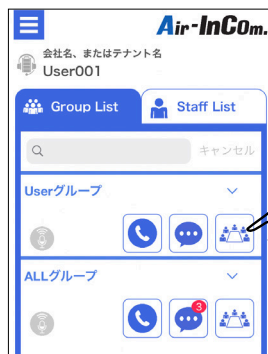 Air-InCom.
会社名、またはテナント名
User001
Group List
Staff List
キャンセル
Userグループ
ALLグループ
3